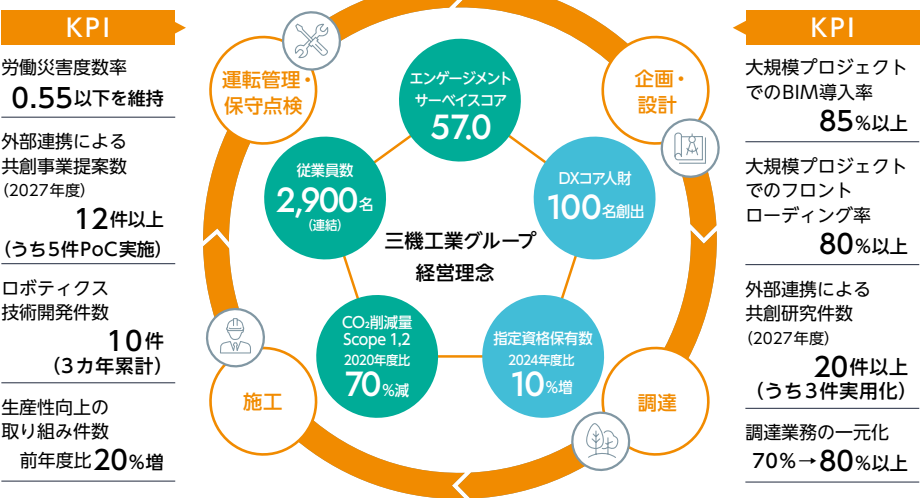 KPI
労働災害度数率
0.55以下を維持
外部連携による
共創事業提案数
(2027年度)
12件以上
(うち5件PoC実施)
ロボティクス
技術開発件数
10件
(3カ年累計)
生産性向上の
取り組み件数
前年度比20%増
運転管理・
保守点検
企画・
設計
施工
調達
エンゲージメント
サーベイスコア
57.0
従業員数
2,900名
(連結)
DXコア人財
100名創出
三機工業グループ
経営理念
CO₂削減量
Scope 1,2
2020年度比
70%減
指定資格保有数
2024年度比
10%増
KPI
大規模プロジェクト
でのBIM導入率
85%以上
大規模プロジェクト
でのフロント
ローディング率
80%以上
外部連携による
共創研究件数
(2027年度)
20件以上
(うち3件実用化)
調達業務の一元化
70%→80%以上